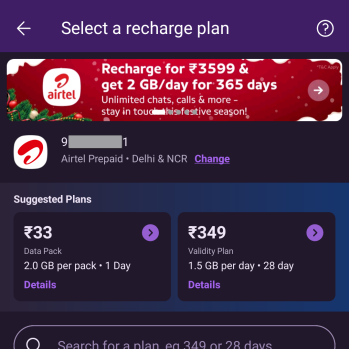 Select a recharge plan
?
*T&C Apply
Recharge for ₹3599 &
get 2 GB/day for 365 days
Unlimited chats, calls & more –
stay in touch this festive season!
airtel
9 1
Airtel Prepaid • Delhi & NCR Change
Suggested Plans
₹33
Data Pack
2.0 GB per pack • 1 Day
Details
₹349
Validity Plan
1.5 GB per day • 28 day
Details
Search for a plan, eg 349 or 28 days